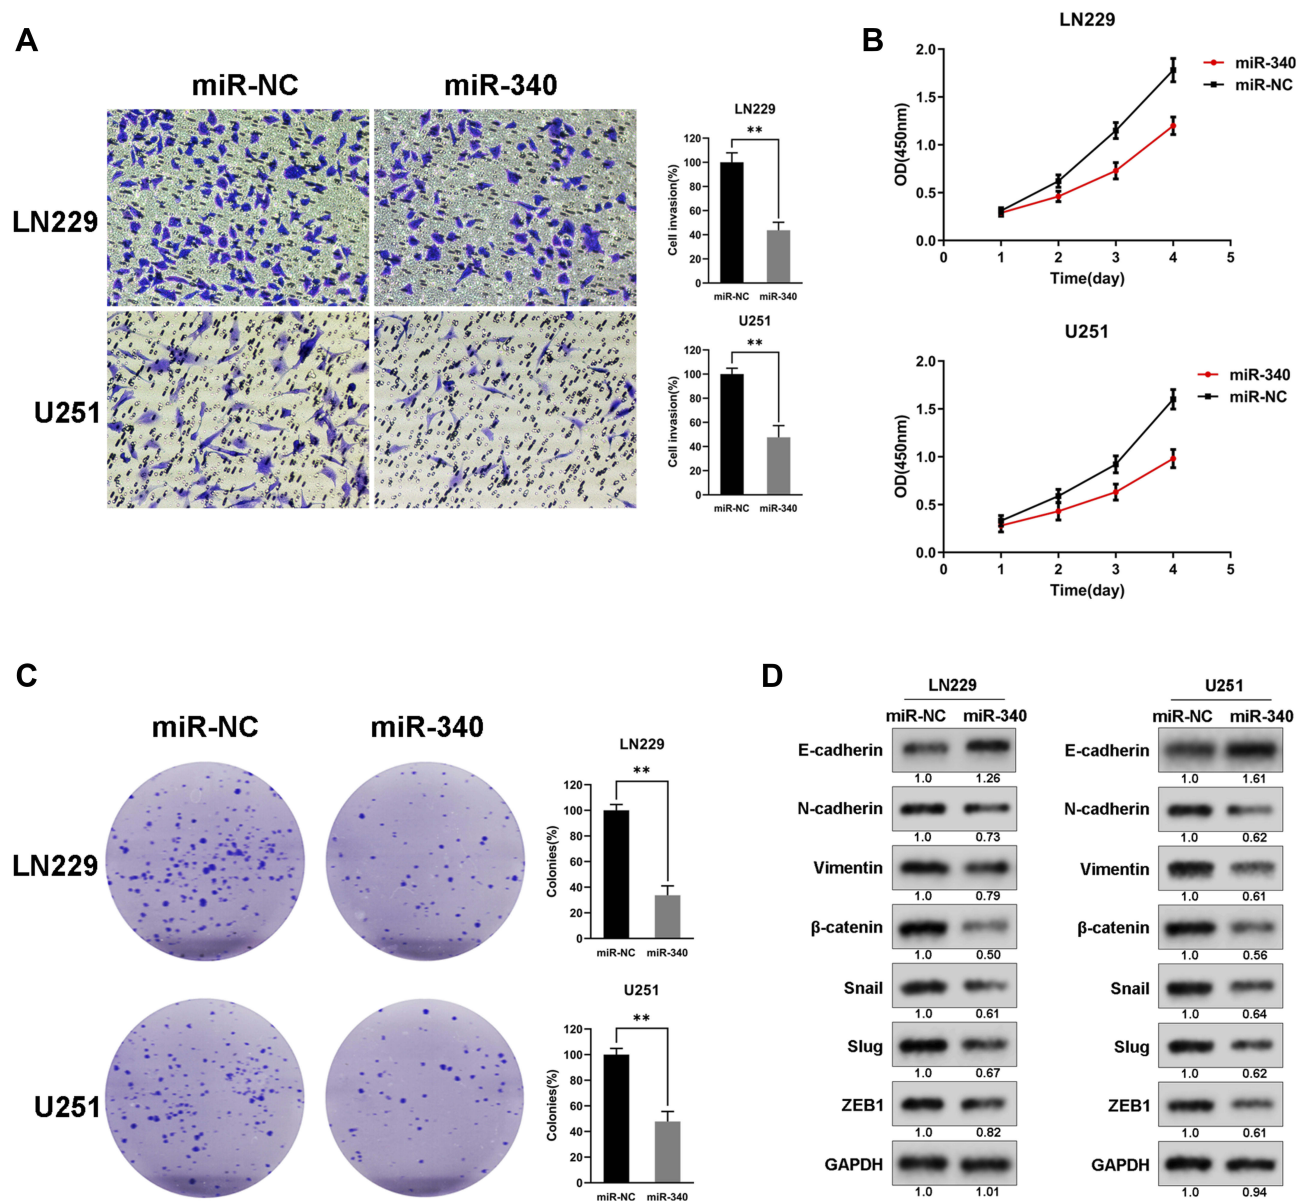 A
miR-NC
miR-340
LN229
U251
LN229
**
120
100
80
60
40
20
0
Cell invasion(%)
miR-NC
miR-340
U251
**
120
100
80
60
40
20
0
Cell invasion(%)
miR-NC
miR-340
B
LN229
2.0
1.5
1.0
0.5
0.0
OD(450nm)
0 1 2 3 4 5
Time(day)
miR-340
miR-NC
U251
2.0
1.5
1.0
0.5
0.0
OD(450nm)
0 1 2 3 4 5
Time(day)
miR-340
miR-NC
C
miR-NC
miR-340
LN229
U251
LN229
**
120
100
80
60
40
20
0
Colonies(%)
miR-NC
miR-340
U251
**
120
100
80
60
40
20
0
Colonies(%)
miR-NC
miR-340
D
LN229
miR-NC miR-340
E-cadherin
1.0 1.26
N-cadherin
1.0 0.73
Vimentin
1.0 0.79
β-catenin
1.0 0.50
Snail
1.0 0.61
Slug
1.0 0.67
ZEB1
1.0 0.82
GAPDH
1.0 1.01
U251
miR-NC miR-340
E-cadherin
1.0 1.61
N-cadherin
1.0 0.62
Vimentin
1.0 0.61
β-catenin
1.0 0.56
Snail
1.0 0.64
Slug
1.0 0.62
ZEB1
1.0 0.61
GAPDH
1.0 0.94